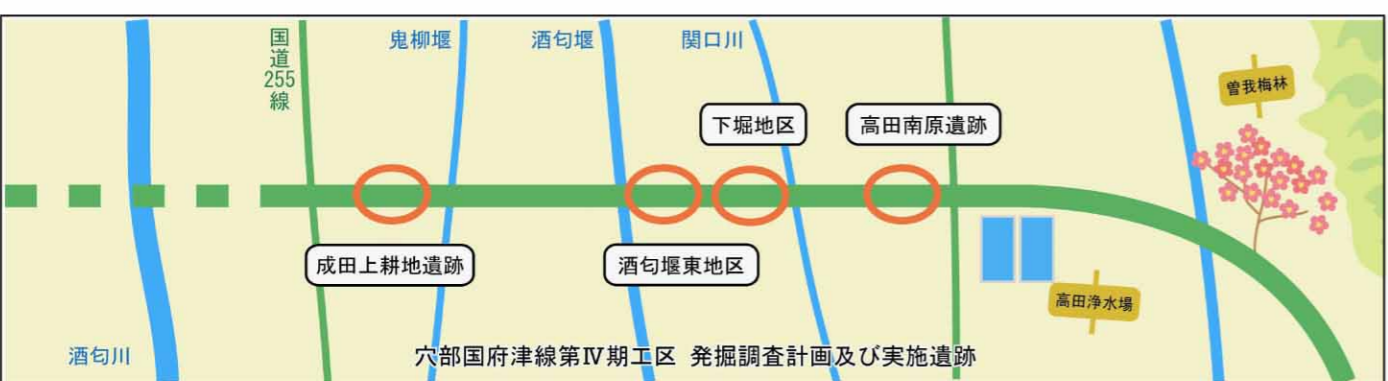 国道255線
鬼柳堰
酒匂堰
関口川
曽我梅林
下堀地区
高田南原遺跡
成田上耕地遺跡
酒匂堰東地区
高田浄水場
酒匂川
穴部国府津線第Ⅳ期工区 発掘調査計画及び実施遺跡